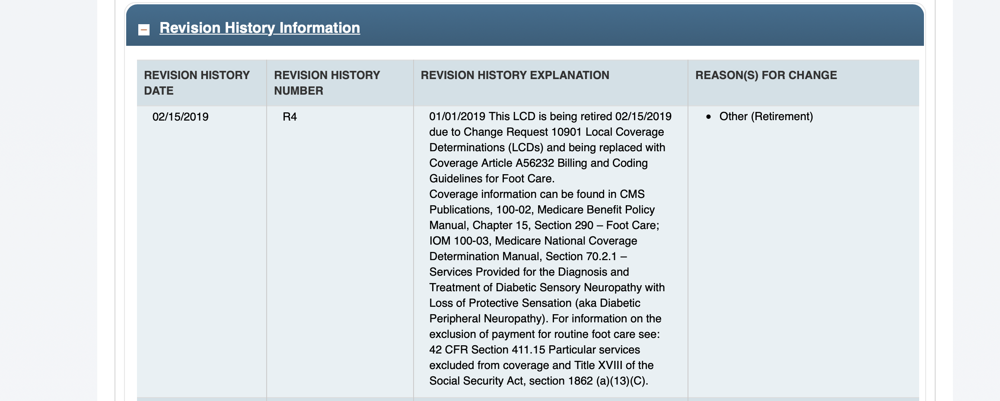 Revision History Information
REVISION HISTORY DATE
REVISION HISTORY NUMBER
REVISION HISTORY EXPLANATION
REASON(S) FOR CHANGE
02/15/2019
R4
01/01/2019 This LCD is being retired 02/15/2019
due to Change Request 10901 Local Coverage
Determinations (LCDs) and being replaced with
Coverage Article A56232 Billing and Coding
Guidelines for Foot Care.
Coverage information can be found in CMS
Publications, 100-02, Medicare Benefit Policy
Manual, Chapter 15, Section 290 – Foot Care;
IOM 100-03, Medicare National Coverage
Determination Manual, Section 70.2.1 –
Services Provided for the Diagnosis and
Treatment of Diabetic Sensory Neuropathy with
Loss of Protective Sensation (aka Diabetic
Peripheral Neuropathy). For information on the
exclusion of payment for routine foot care see:
42 CFR Section 411.15 Particular services
excluded from coverage and Title XVIII of the
Social Security Act, section 1862 (a)(13)(C).
• Other (Retirement)